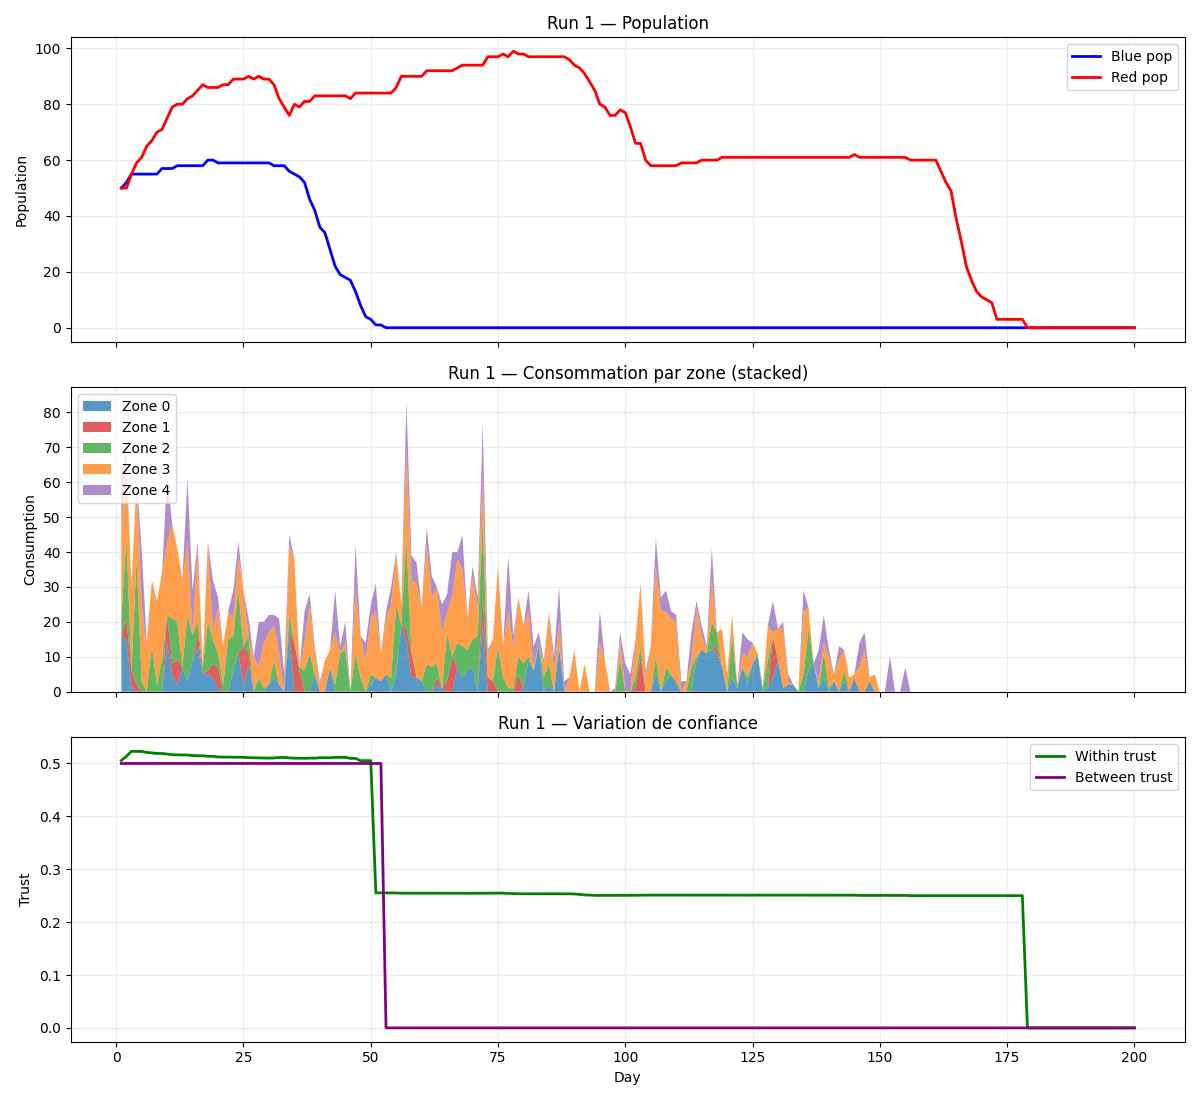 Run 1 — Population
Population
100
80
60
40
20
0
Blue pop
Red pop
Run 1 — Consommation par zone (stacked)
Consumption
80
70
60
50
40
30
20
10
0
Zone 0
Zone 1
Zone 2
Zone 3
Zone 4
Run 1 — Variation de confiance
Trust
0.5
0.4
0.3
0.2
0.1
0.0
Within trust
Between trust
0 25 50 75 100 125 150 175 200
Day